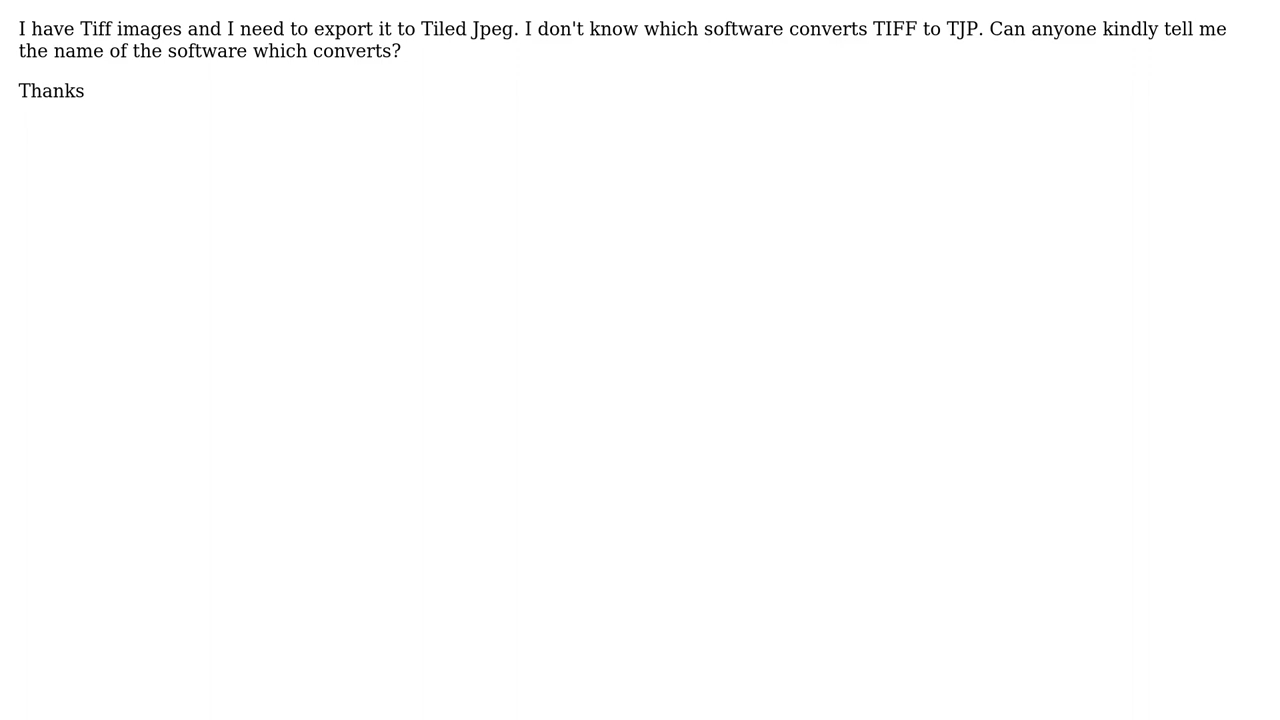 I have Tiff images and I need to export it to Tiled Jpeg. I don't know which software converts TIFF to TJP. Can anyone kindly tell me
the name of the software which converts?
Thanks